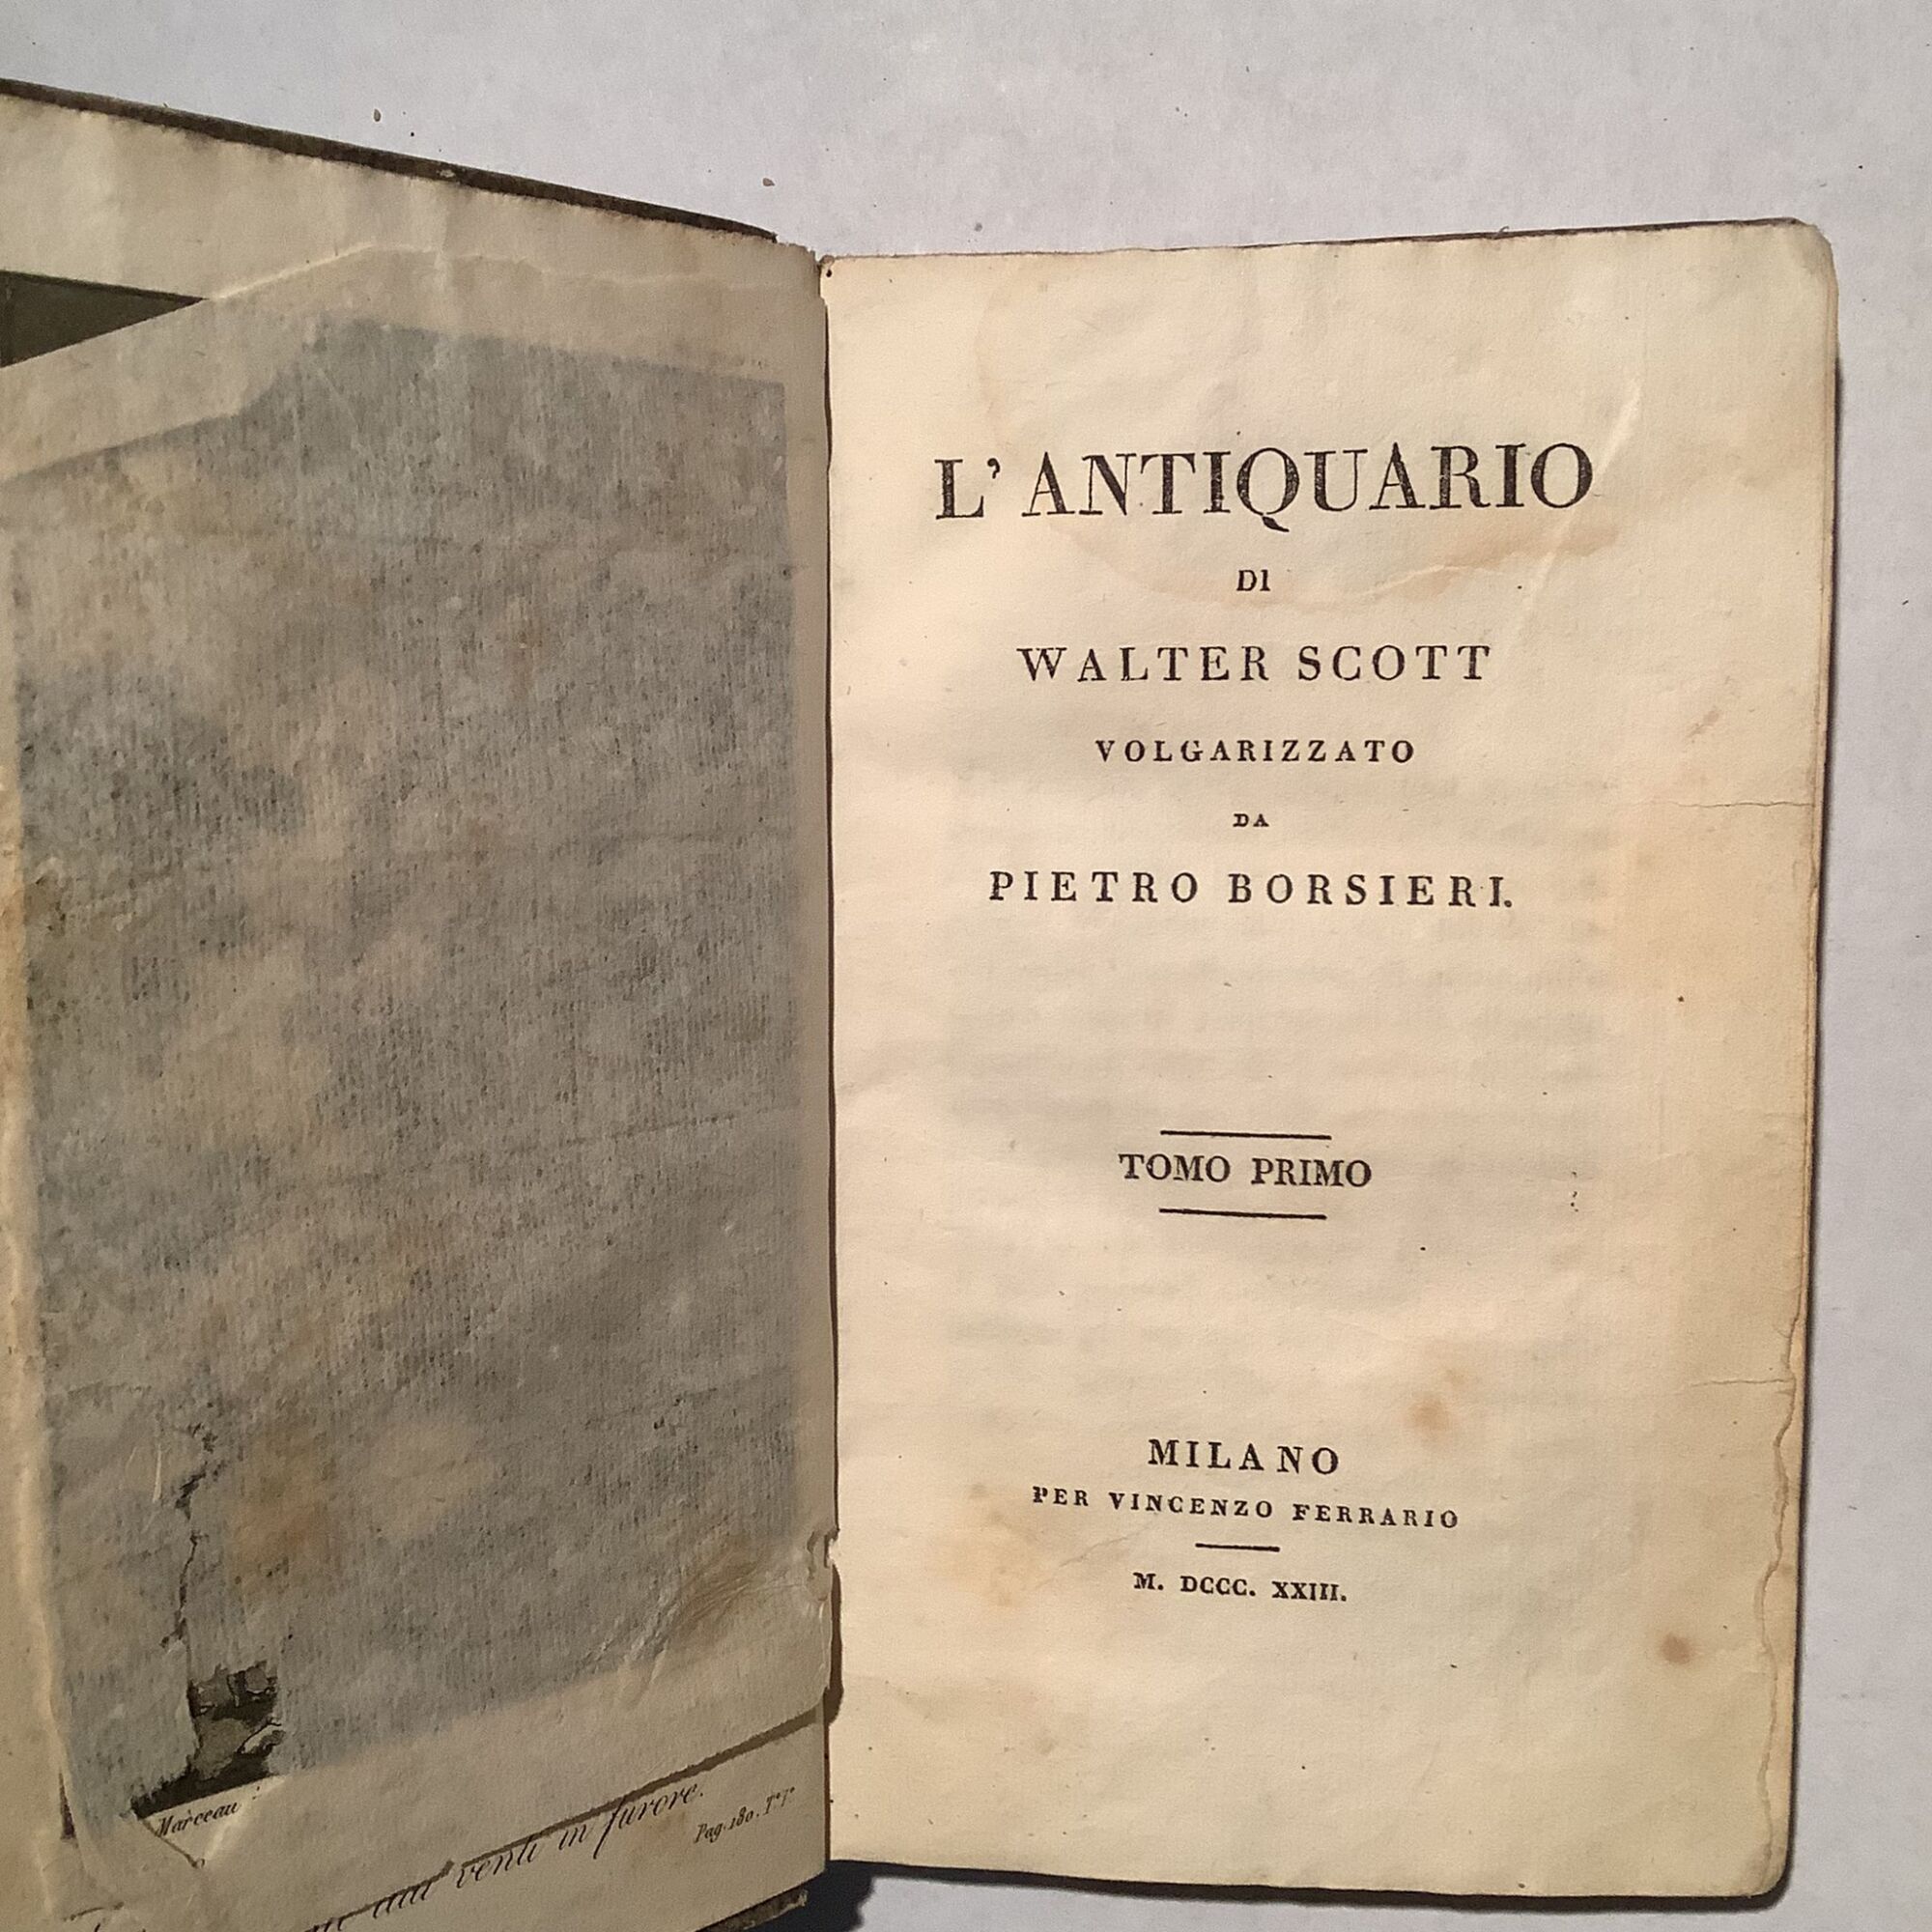 Marceau
dai venti in furore.
Pag. 180. T.º I.º
L' ANTIQUARIO
DI
WALTER SCOTT
VOLGARIZZATO
DA
PIETRO BORSIERI.
TOMO PRIMO
MILANO
PER VINCENZO FERRARIO
M. DCCC. XXIII.